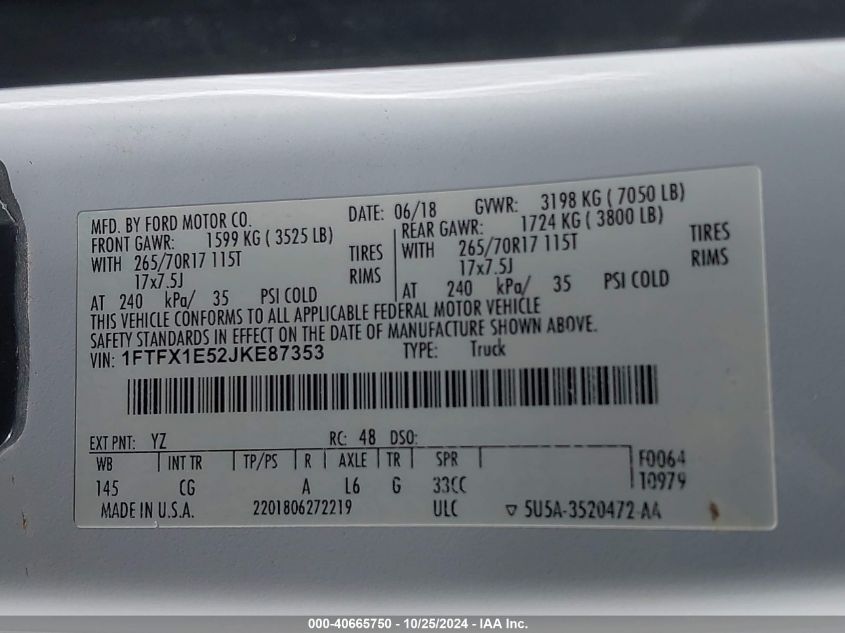 MFD. BY FORD MOTOR CO. DATE: 06/18 GVWR: 3198 KG ( 7050 LB)
FRONT GAWR: 1599 KG ( 3525 LB) REAR GAWR: 1724 KG ( 3800 LB)
WITH 265/70R17 115T TIRES WITH 265/70R17 115T TIRES
17x7.5J RIMS 17x7.5J RIMS
AT 240 kPa/ 35 PSI COLD AT 240 kPa/ 35 PSI COLD
THIS VEHICLE CONFORMS TO ALL APPLICABLE FEDERAL MOTOR VEHICLE
SAFETY STANDARDS IN EFFECT ON THE DATE OF MANUFACTURE SHOWN ABOVE.
VIN: 1FTFX1E52JKE87353 TYPE: Truck
EXT PNT: YZ RC: 48 DSO:
WB INT TR TP/PS R AXLE TR SPR F0064
145 CG A L6 G 33CC 10979
MADE IN U.S.A. 2201806272219 ULC ▽ 5U5A-3520472-AA
000-40665750 - 10/25/2024 - IAA Inc.